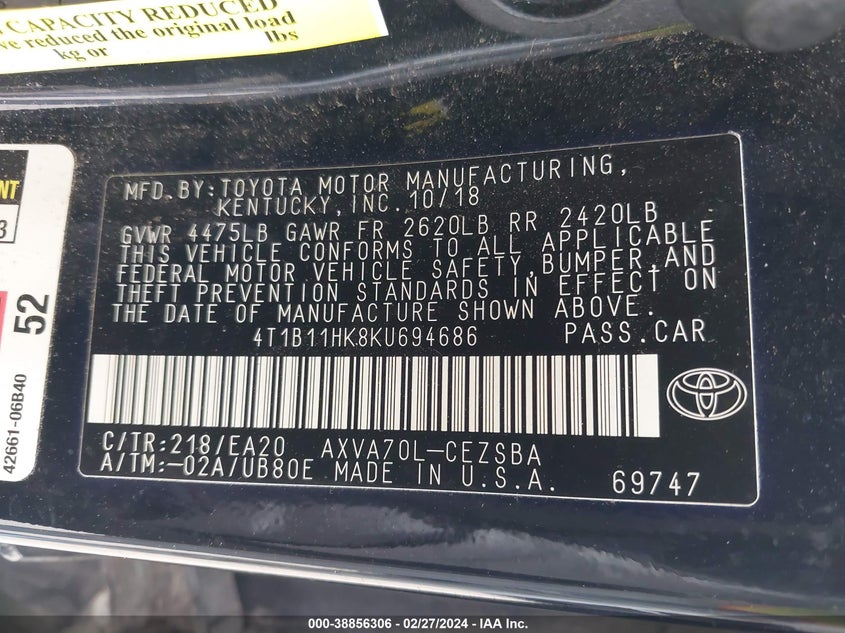 CAPACITY REDUCED
ve reduced the original load
kg or lbs
NT
3
52
42661-06B40
MFD.BY:TOYOTA MOTOR MANUFACTURING,
KENTUCKY,INC. 10/18
GVWR 4475LB GAWR FR 2620LB RR 2420LB
THIS VEHICLE CONFORMS TO ALL APPLICABLE
FEDERAL MOTOR VEHICLE SAFETY,BUMPER,AND
THEFT PREVENTION STANDARDS IN EFFECT ON
THE DATE OF MANUFACTURE SHOWN ABOVE.
4T1B11HK8KU694686 PASS.CAR
C/TR:218/EA20 AXVA70L-CEZSBA
A/TM:-02A/UB80E MADE IN U.S.A. 69747
000-38856306 - 02/27/2024 - IAA Inc.